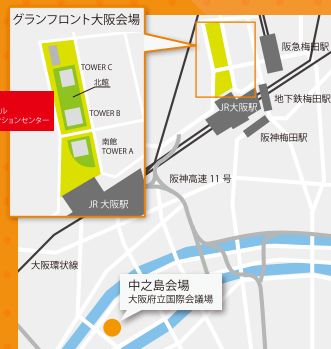 グランフロント大阪会場
TOWER C
北館
TOWER B
南館
TOWER A
JR 大阪駅
ル
ションセンター
阪急梅田駅
地下鉄梅田駅
JR大阪駅
阪神梅田駅
阪神高速 11 号
大阪環状線
中之島会場
大阪府立国際会議場